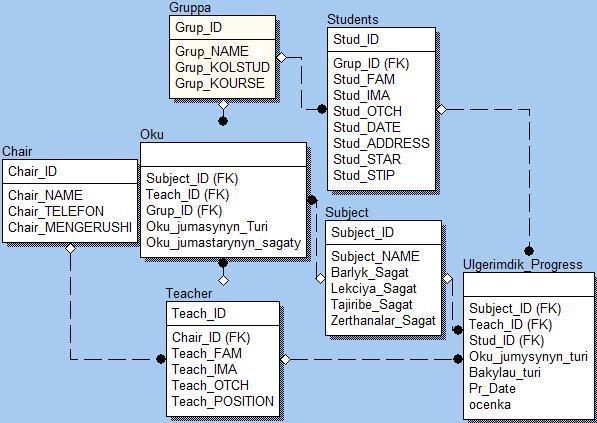 Gruppa
Grup_ID
Grup_NAME
Grup_KOLSTUD
Grup_KOURSE
Students
Stud_ID
Grup_ID (FK)
Stud_FAM
Stud_IMA
Stud_OTCH
Stud_DATE
Stud_ADDRESS
Stud_STAR
Stud_STIP
Oku
Subject_ID (FK)
Teach_ID (FK)
Grup_ID (FK)
Oku_jumasynyn_Turi
Oku_jumastarynyn_sagaty
Chair
Chair_ID
Chair_NAME
Chair_TELEFON
Chair_MENGERUSHI
Subject
Subject_ID
Subject_NAME
Barlyk_Sagat
Lekciya_Sagat
Tajiribe_Sagat
Zerthanalar_Sagat
Ulgerimdik_Progress
Subject_ID (FK)
Teach_ID (FK)
Stud_ID (FK)
Oku_jumysynyn_turi
Bakylau_turi
Pr_Date
ocenka
Teacher
Teach_ID
Chair_ID (FK)
Teach_FAM
Teach_IMA
Teach_OTCH
Teach_POSITION